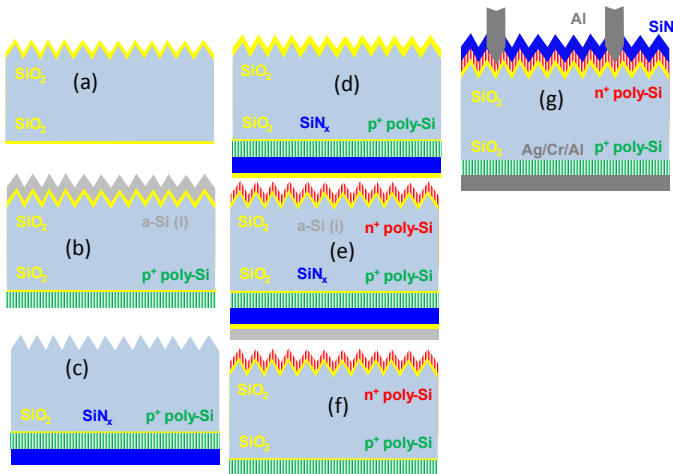 SiO₂
(a)
SiO₂
SiO₂
a-Si (i)
(b)
SiO₂
p⁺ poly-Si
(c)
SiO₂ SiNₓ p⁺ poly-Si
SiO₂
(d)
SiO₂ SiNₓ p⁺ poly-Si
SiO₂ a-Si (i) n⁺ poly-Si
(e)
SiO₂ SiNₓ p⁺ poly-Si
SiO₂ n⁺ poly-Si
(f)
SiO₂ p⁺ poly-Si
Al
SiN
SiO₂ (g) n⁺ poly-Si
SiO₂ Ag/Cr/Al p⁺ poly-Si